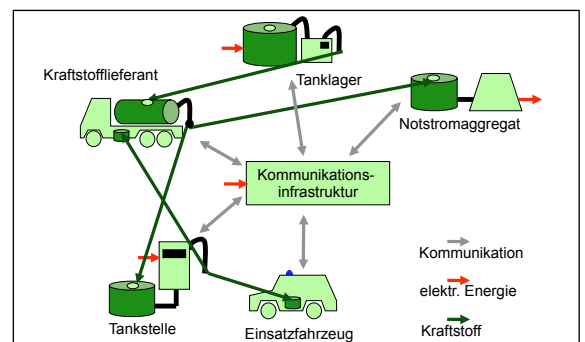 Kraftstofflieferant
Tanklager
Notstromaggregat
Kommunikations-
infrastruktur
Kommunikation
elektr. Energie
Kraftstoff
Tankstelle
Einsatzfahrzeug